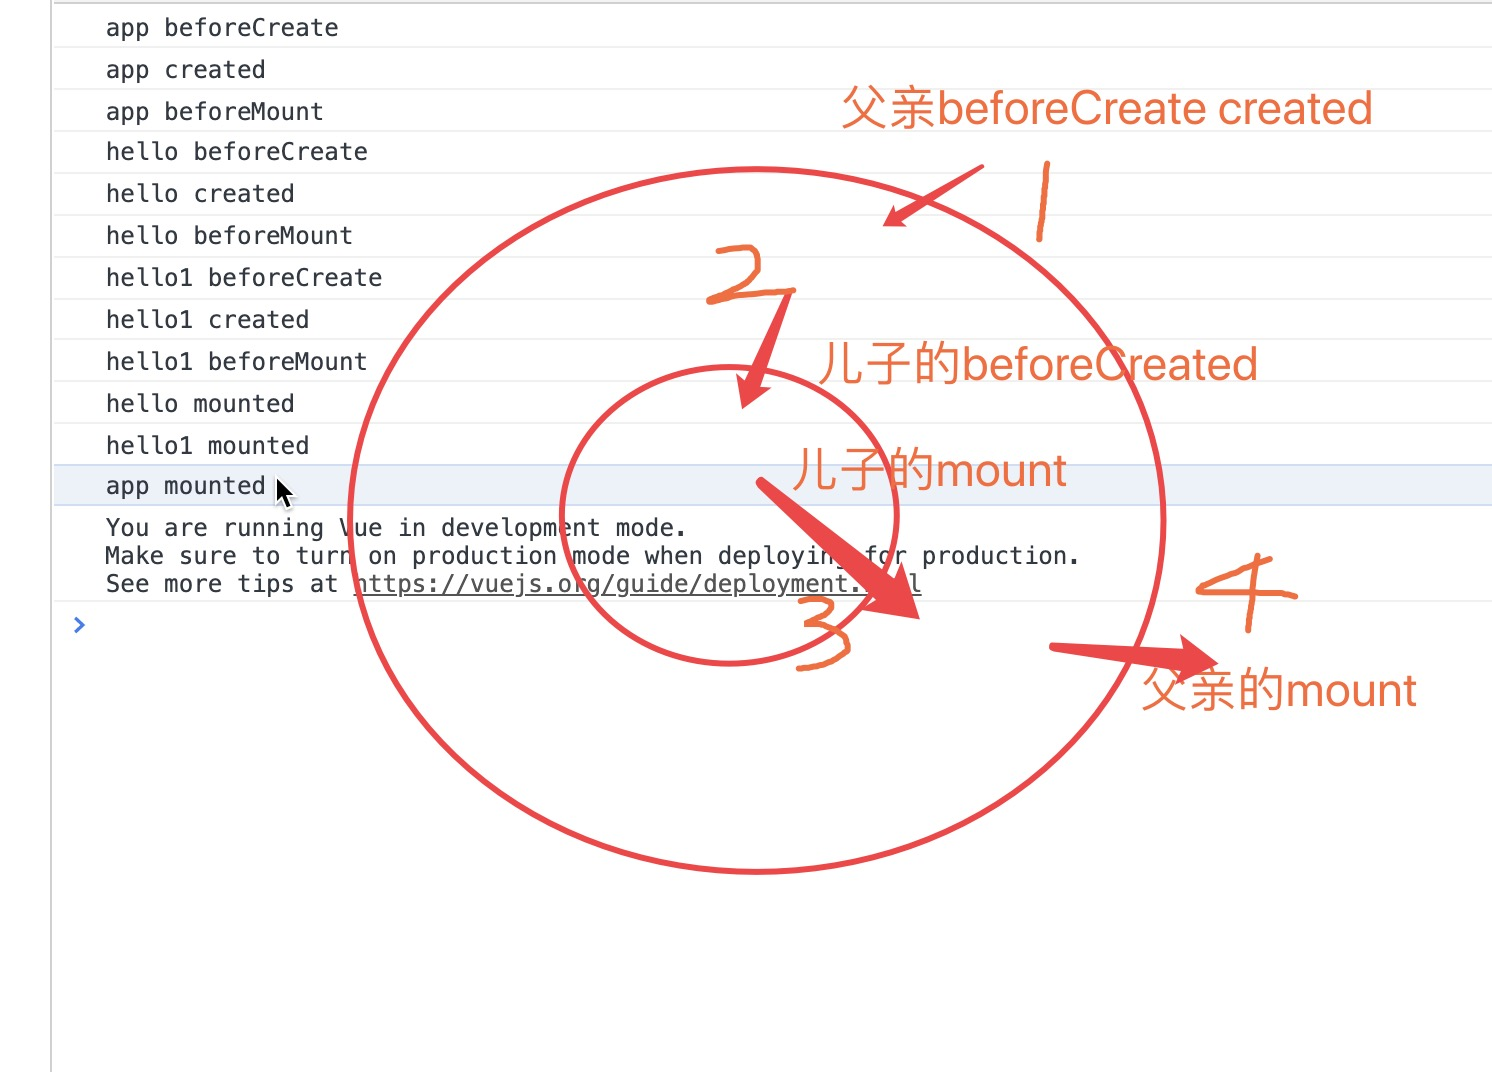 app beforeCreate
app created
app beforeMount
父亲beforeCreate created
hello beforeCreate
1
hello created
hello beforeMount
2
hello1 beforeCreate
hello1 created
hello1 beforeMount
儿子的beforeCreated
hello mounted
hello1 mounted
儿子的mount
app mounted
You are running Vue in development mode.
Make sure to turn on production mode when deploying for production.
See more tips at https://vuejs.org/guide/deployment.html
3
4
父亲的mount